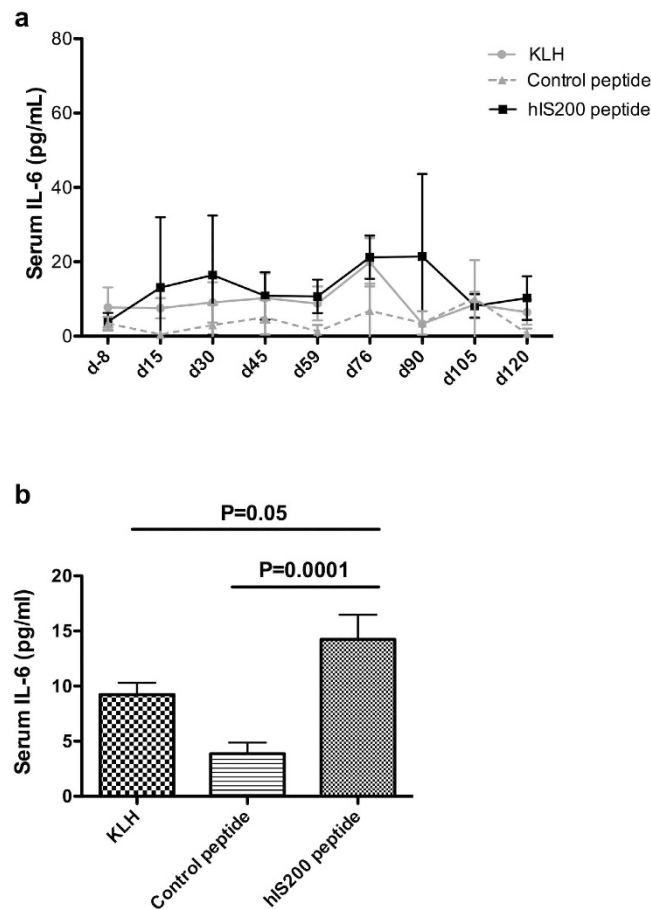 a
80
60
40
20
0
Serum IL-6 (pg/mL)
KLH
Control peptide
hIS200 peptide
d-8
d15
d30
d45
d59
d76
d90
d105
d120
b
P=0.05
P=0.0001
20
15
10
5
0
Serum IL-6 (pg/ml)
KLH
Control peptide
hIS200 peptide